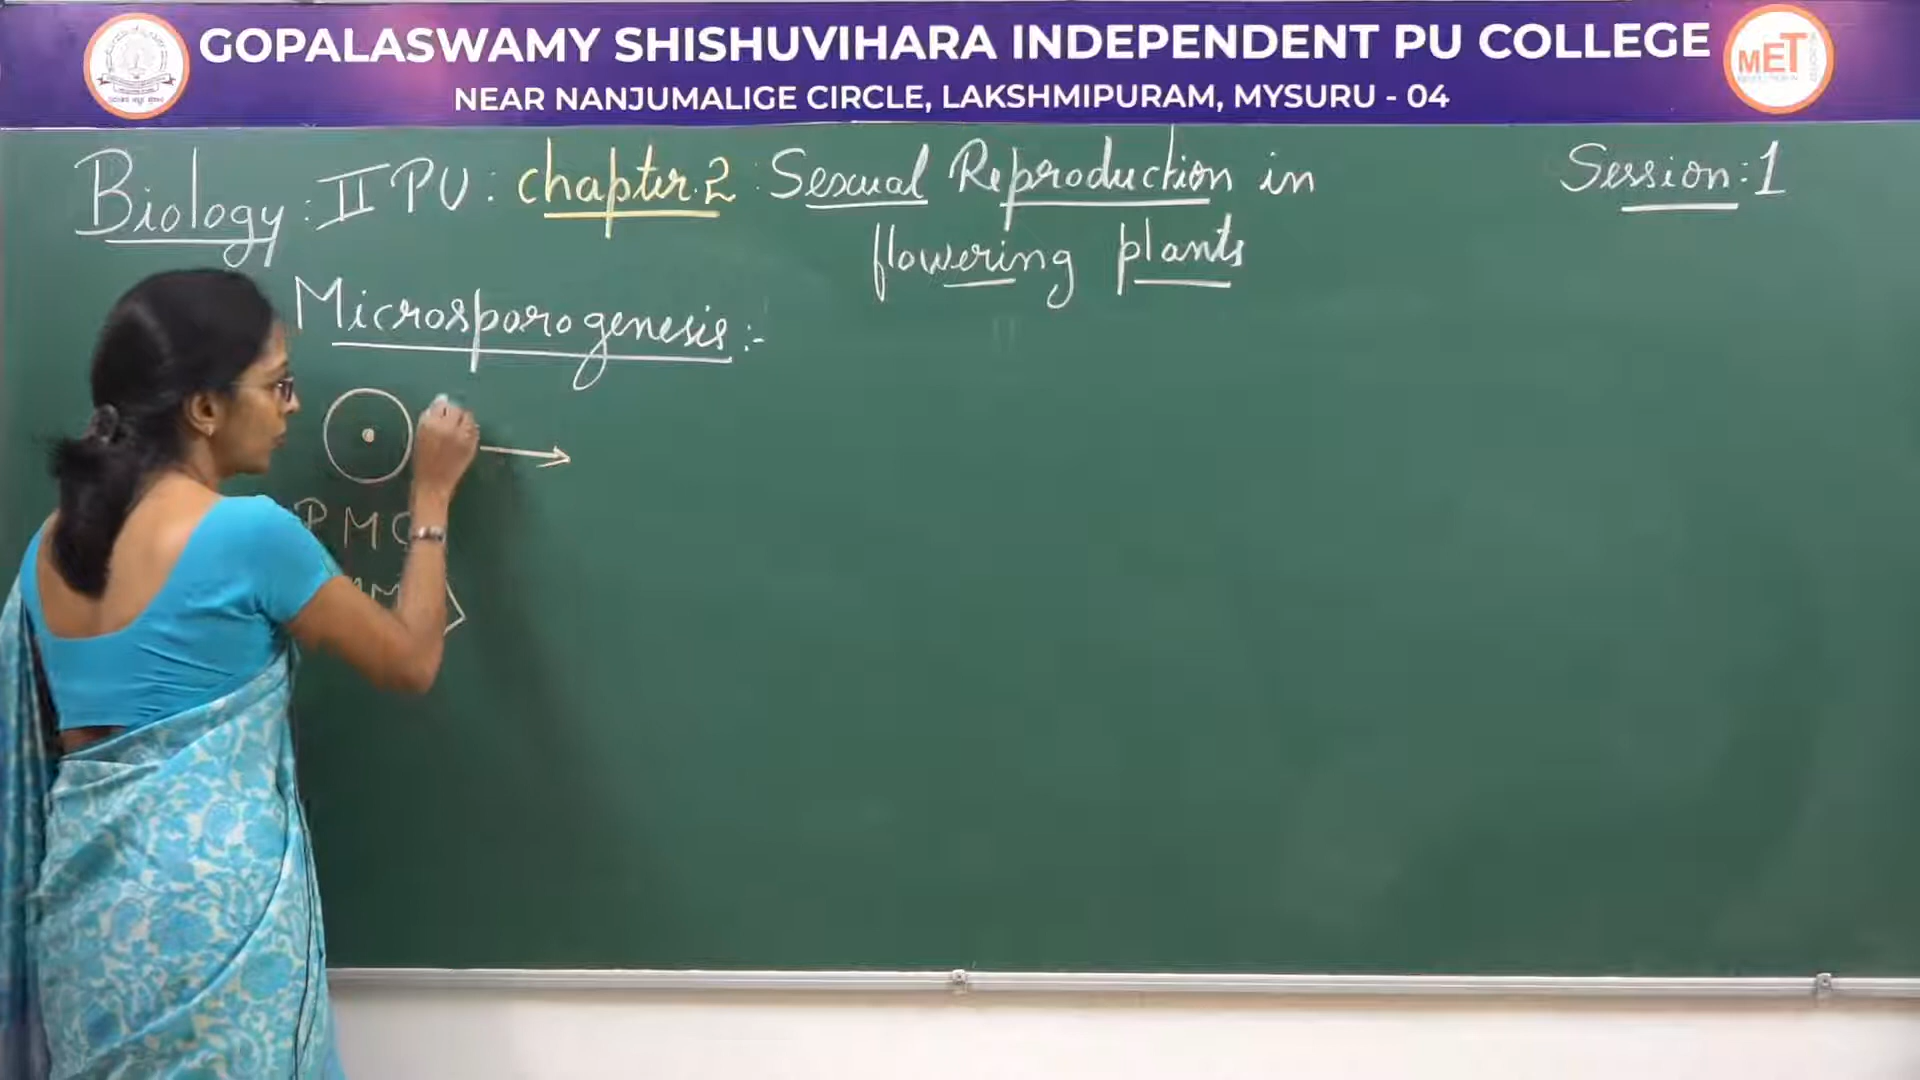 GOPALASWAMY SHISHUVIHARA INDEPENDENT PU COLLEGE
NEAR NANJUMALIGE CIRCLE, LAKSHMIPURAM, MYSURU - 04
MET
Biology: II PU: chapter.2: Sexual Reproduction in flowering plants
Session: 1
Microsporogenesis:-
PMC